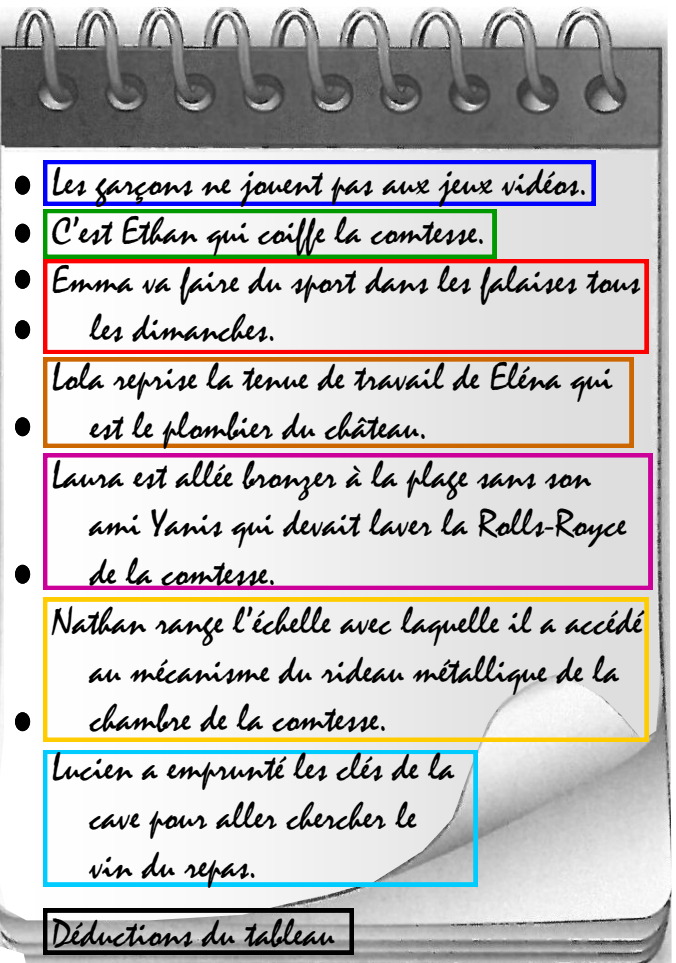 Les garçons ne jouent pas aux jeux vidéos.
C'est Ethan qui coiffe la comtesse.
Emma va faire du sport dans les falaises tous
les dimanches.
Lola reprise la tenue de travail de Eléna qui
est le plombier du château.
Laura est allée bronzer à la plage sans son
ami Yanis qui devait laver la Rolls-Royce
de la comtesse.
Nathan range l'échelle avec laquelle il a accédé
au mécanisme du rideau métallique de la
chambre de la comtesse.
Lucien a emprunté les clés de la
cave pour aller chercher le
vin du repas.
Déductions du tableau